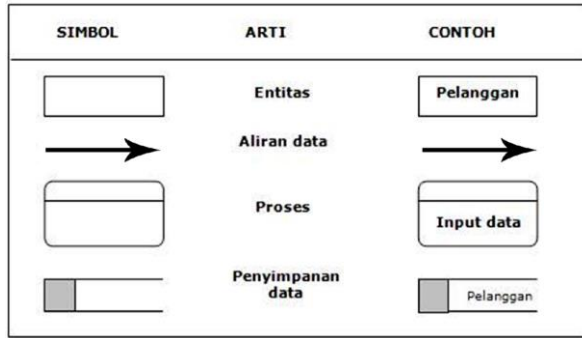 SIMBOL ARTI CONTOH
Entitas Pelanggan
Aliran data
Proses Input data
Penyimpanan
data Pelanggan